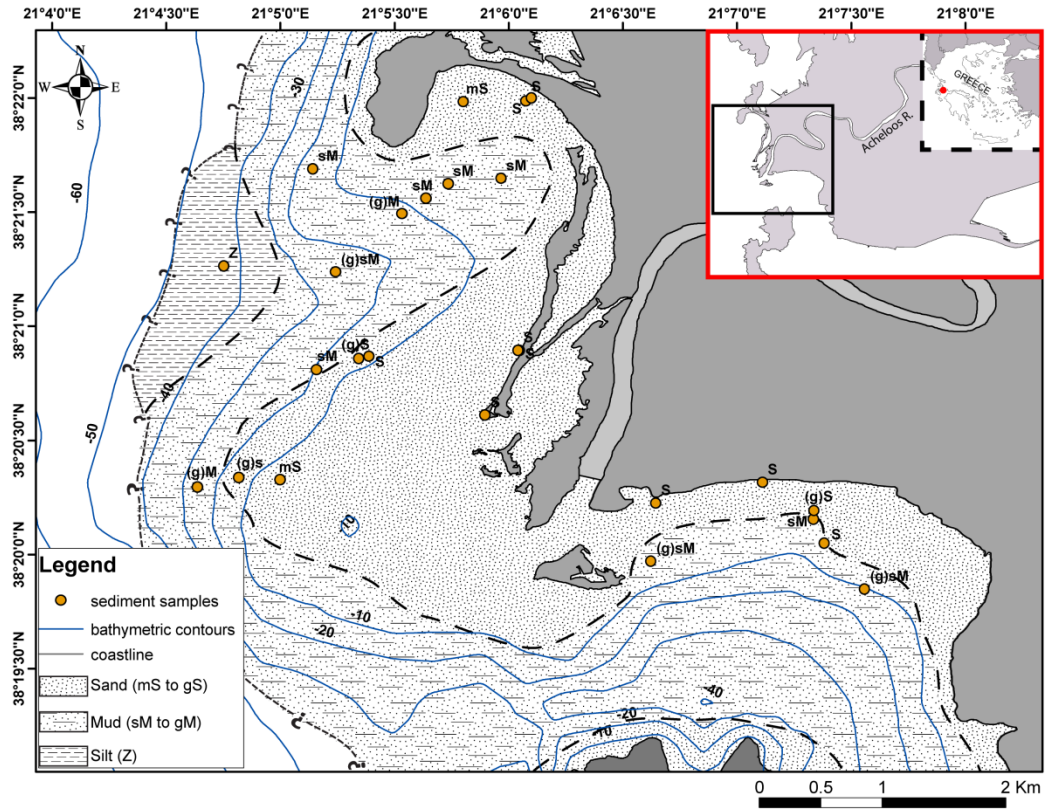 21°4'0"E 21°4'30"E 21°5'0"E 21°5'30"E 21°6'0"E 21°6'30"E 21°7'0"E 21°7'30"E 21°8'0"E
N
W E
S
-30
mS
S
S
38°22'0"N
GREECE
Acheloos R.
sM
sM
sM
sM
(g)M
-60
38°21'30"N
?
?
?
Z
(g)sM
?
38°21'0"N
S
S
(g)S
S
sM
?
-40
?
S
-50
38°20'30"N
(g)M
(g)s
mS
?
S
S
(g)S
sM
S
-10
38°20'0"N
(g)sM
(g)sM
Legend
sediment samples
bathymetric contours
coastline
Sand (mS to gS)
Mud (sM to gM)
Silt (Z)
-10
-20
38°19'30"N
-40
-20
-10
?
?
0 0.5 1 2 Km